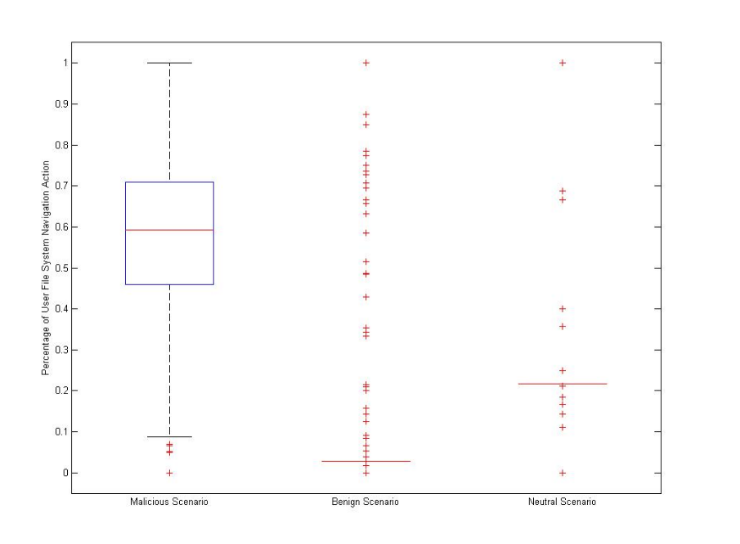 Percentage of User File System Navigation Action
1
0.9
0.8
0.7
0.6
0.5
0.4
0.3
0.2
0.1
0
Malicious Scenario
Benign Scenario
Neutral Scenario